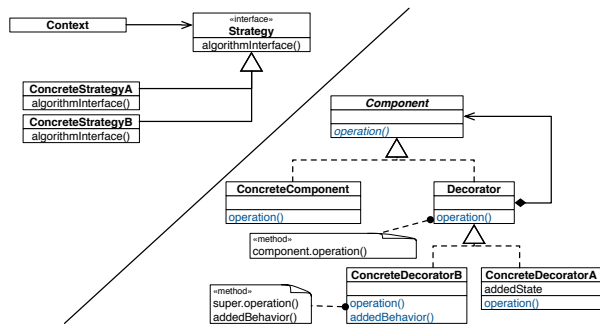 «interface»
Context
Strategy
algorithmInterface()
ConcreteStrategyA
algorithmInterface()
ConcreteStrategyB
algorithmInterface()
Component
operation()
ConcreteComponent
operation()
Decorator
operation()
«method»
component.operation()
ConcreteDecoratorB
operation()
addedBehavior()
ConcreteDecoratorA
addedState
operation()
«method»
super.operation()
addedBehavior()